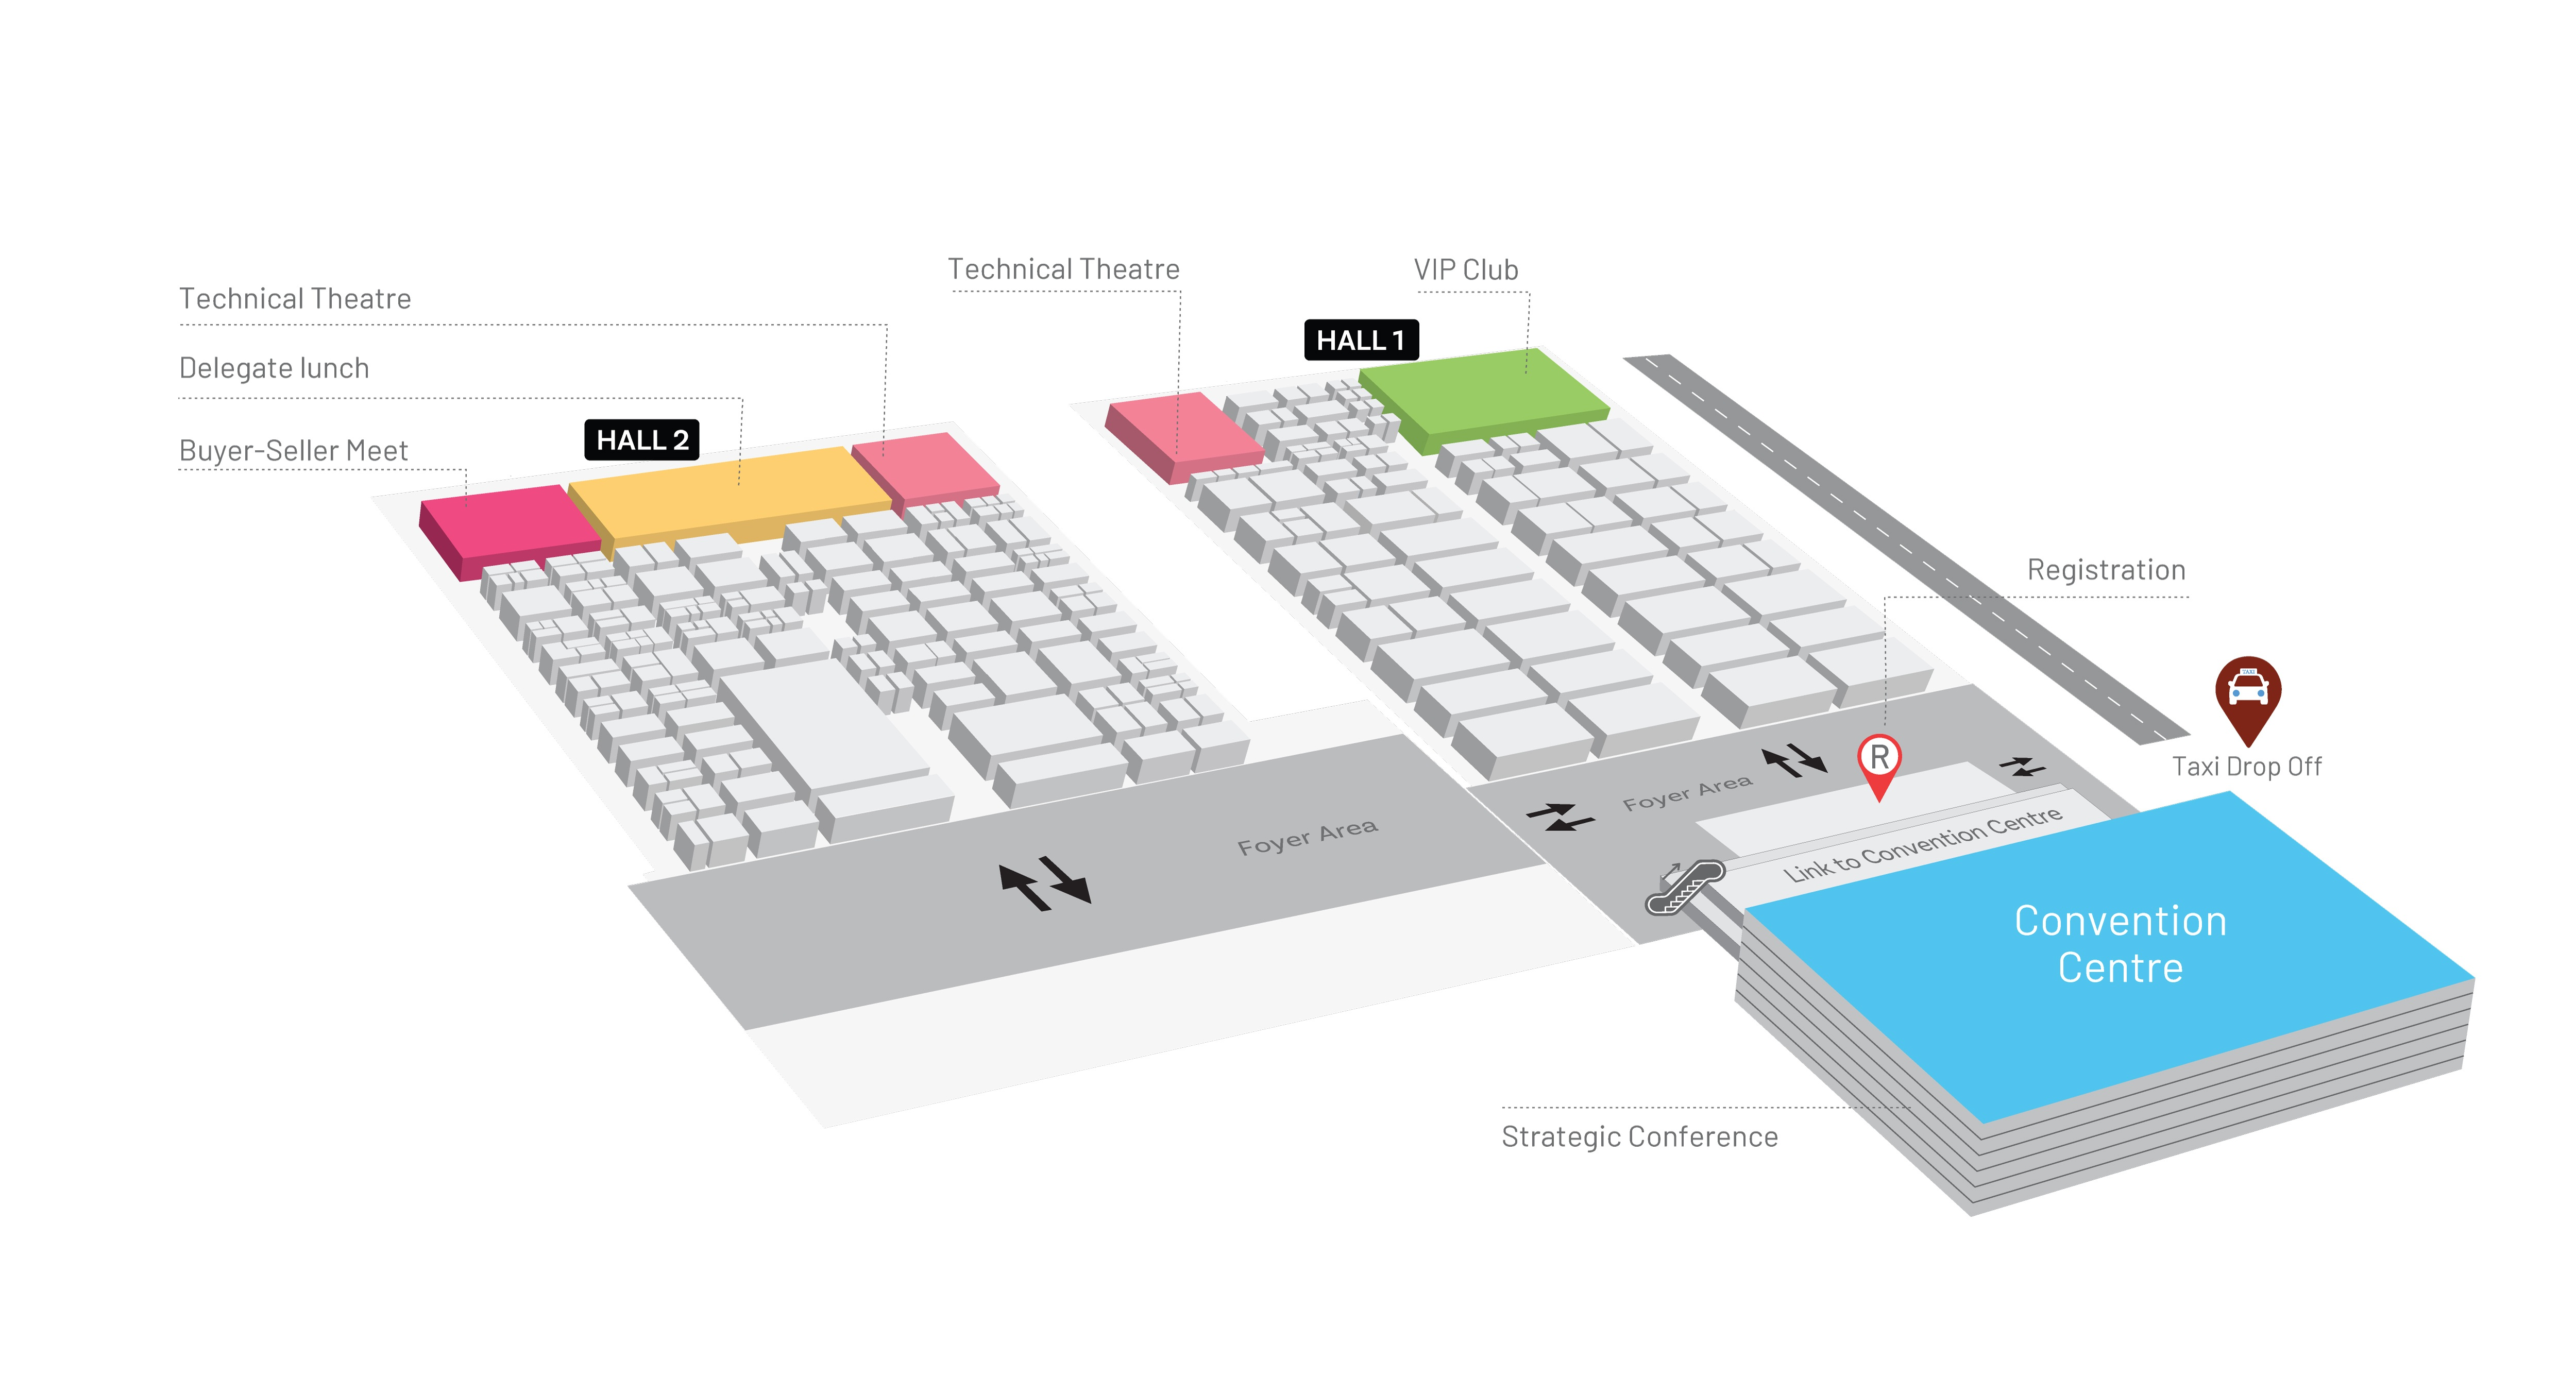 Technical Theatre
VIP Club
Technical Theatre
HALL 1
Delegate lunch
HALL 2
Buyer-Seller Meet
Registration
TAXI
Taxi Drop Off
R
Foyer Area
Foyer Area
Link to Convention Centre
Convention
Centre
Strategic Conference